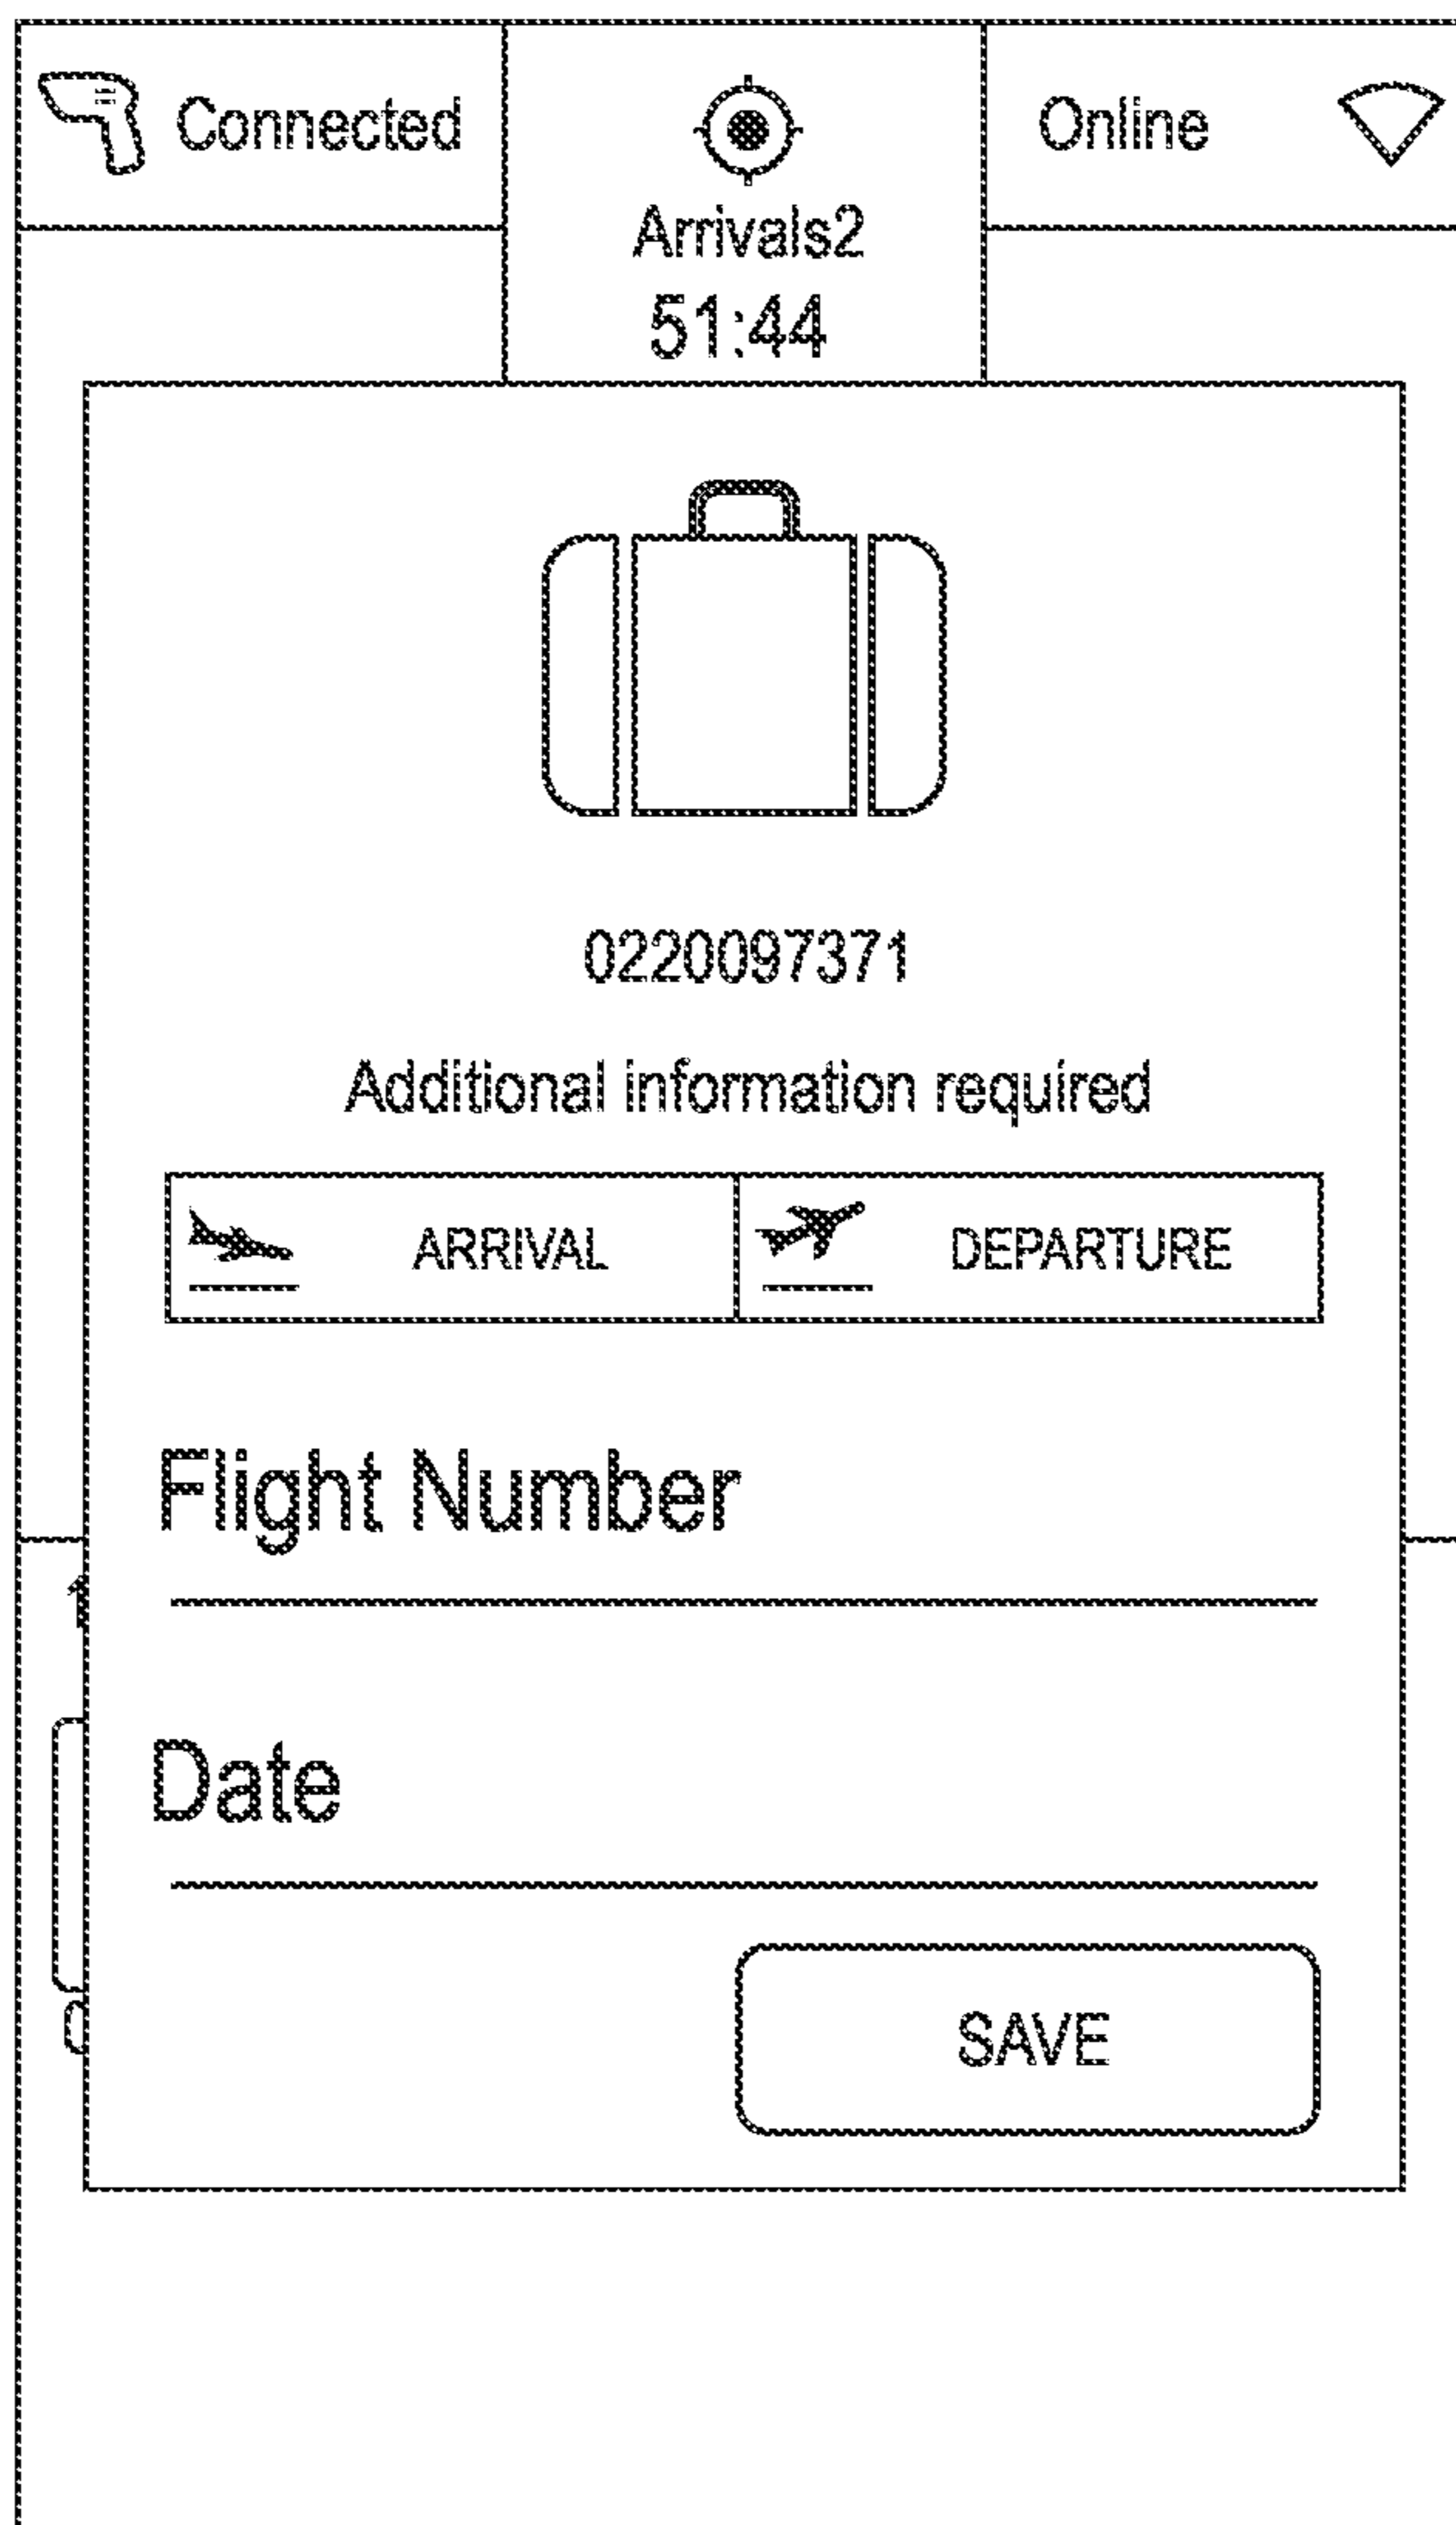 Connected
Online
Arrivals2
51:44
0220097371
Additional information required
ARRIVAL
DEPARTURE
Flight Number
Date
SAVE